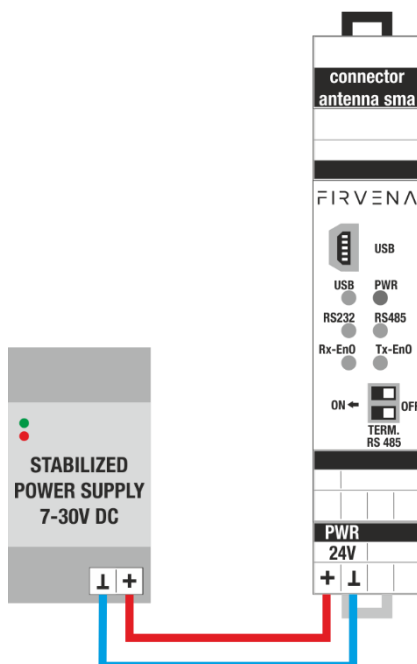 connector
antenna sma
FIRVENA
USB
USB PWR
RS232 RS485
Rx-EnO Tx-EnO
ON ← OFF
TERM.
RS 485
STABILIZED
POWER SUPPLY
7-30V DC
⊥ +
PWR
24V
+ ⊥